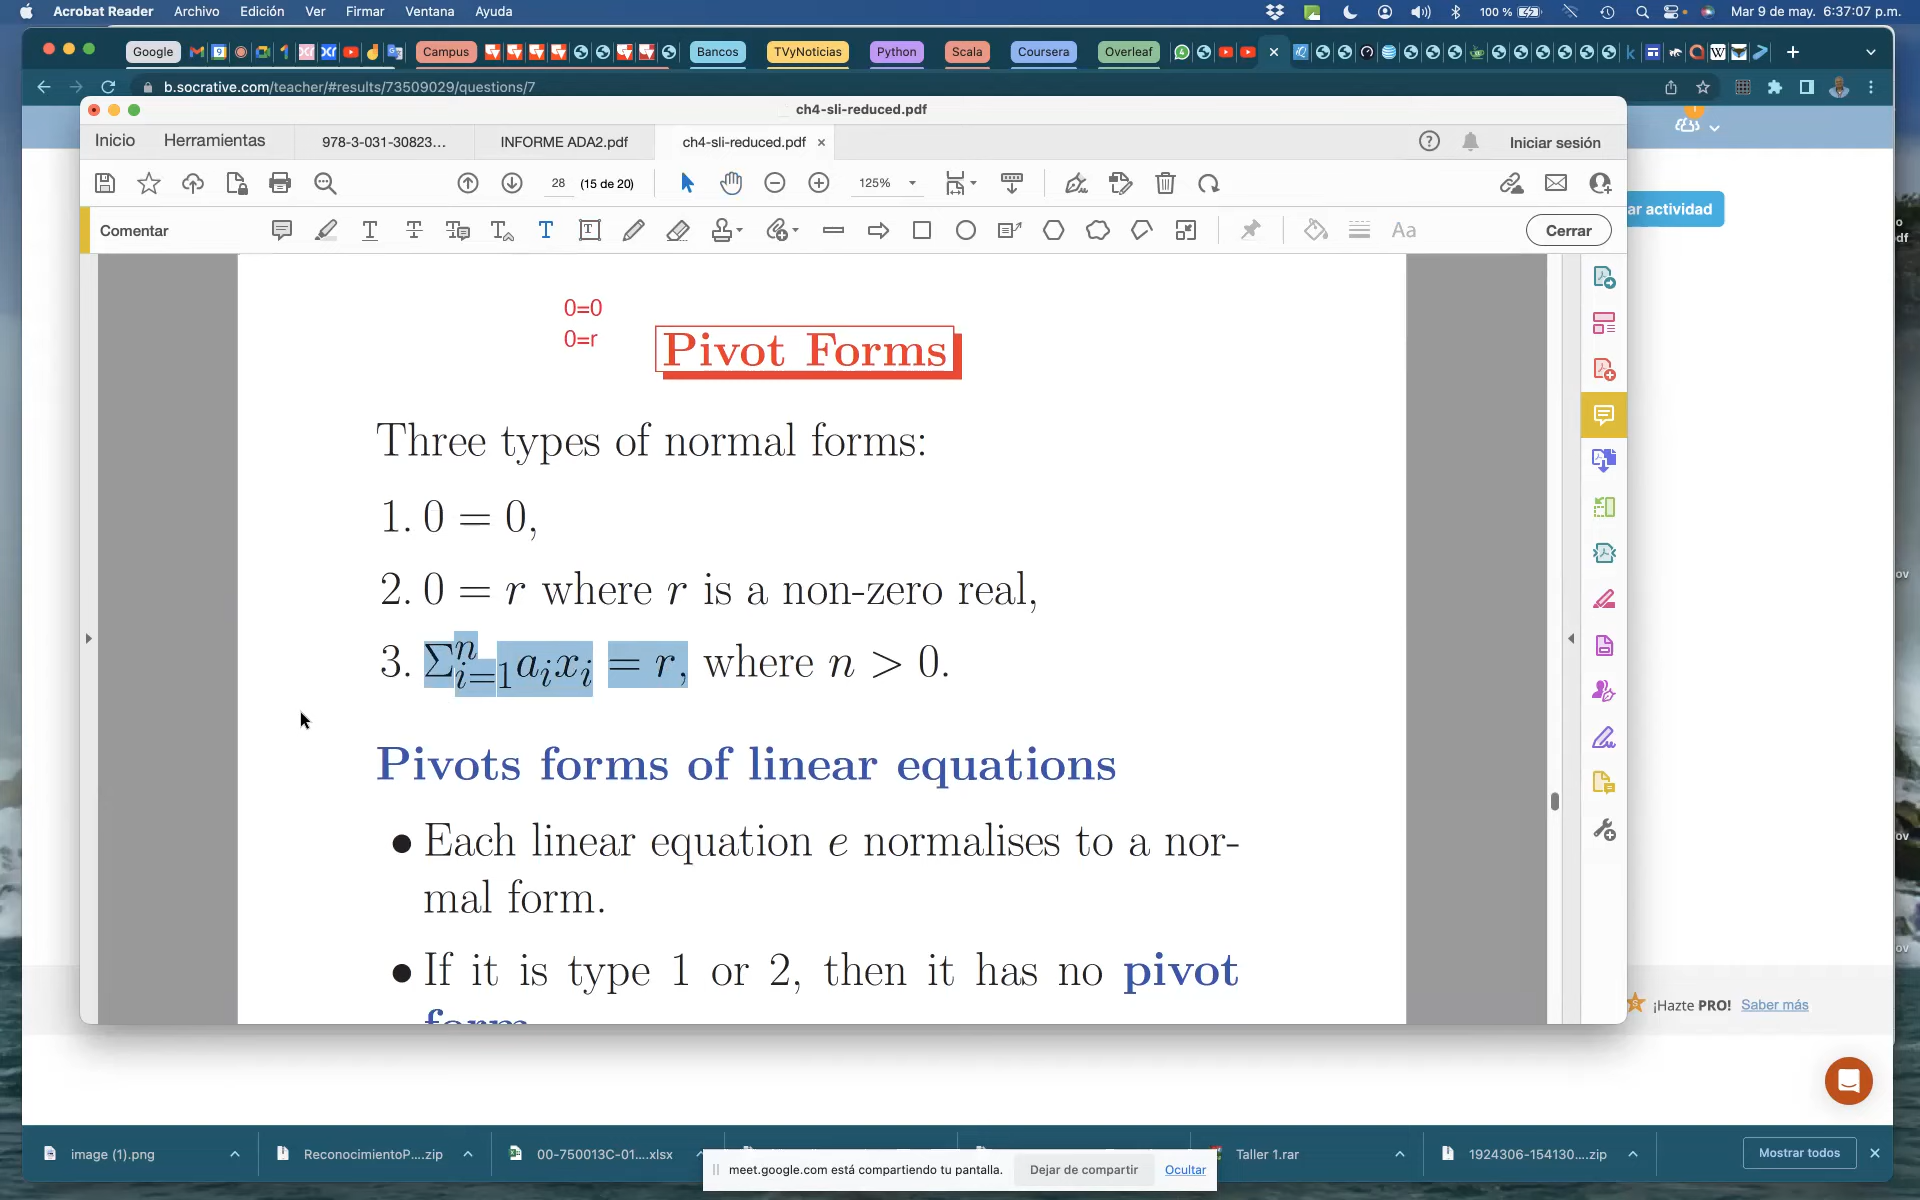 Acrobat Reader Archivo Edición Ver Firmar Ventana Ayuda 100 % Mar 9 de may. 6:37:07 p.m.
Google Campus Bancos TVyNoticias Python Scala Coursera Overleaf
b.socrative.com/teacher/#results/73509029/questions/7
ch4-sli-reduced.pdf
Inicio Herramientas 978-3-031-30823... INFORME ADA2.pdf ch4-sli-reduced.pdf Iniciar sesión
28 (15 de 20) 125%
ar actividad
Comentar Aa Cerrar
0=0
0=r
Pivot Forms
Three types of normal forms:
1. 0 = 0,
2. 0 = r where r is a non-zero real,
3. Σⁿᵢ₌₁ aᵢxᵢ = r, where n > 0.
Pivots forms of linear equations
● Each linear equation e normalises to a nor-
mal form.
● If it is type 1 or 2, then it has no pivot
form
¡Hazte PRO! Saber más
image (1).png ReconocimientoP....zip 00-750013C-01....xlsx Taller 1.rar 1924306-154130....zip Mostrar todos
meet.google.com está compartiendo tu pantalla. Dejar de compartir Ocultar